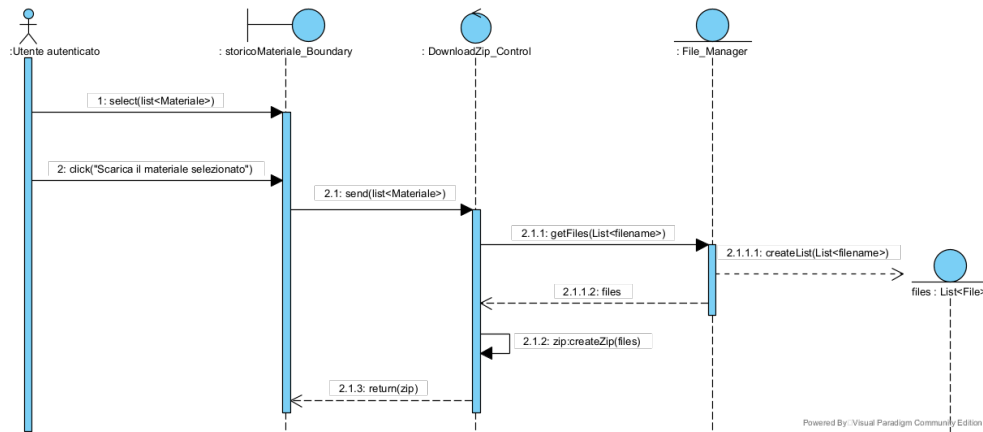 :Utente autenticato
: storicoMateriale_Boundary
: DownloadZip_Control
: File_Manager
1: select(list<Materiale>)
2: click("Scarica il materiale selezionato")
2.1: send(list<Materiale>)
2.1.1: getFiles(List<filename>)
2.1.1.1: createList(List<filename>)
files : List<File>
2.1.1.2: files
2.1.2: zip:createZip(files)
2.1.3: return(zip)
Powered By Visual Paradigm Community Edition